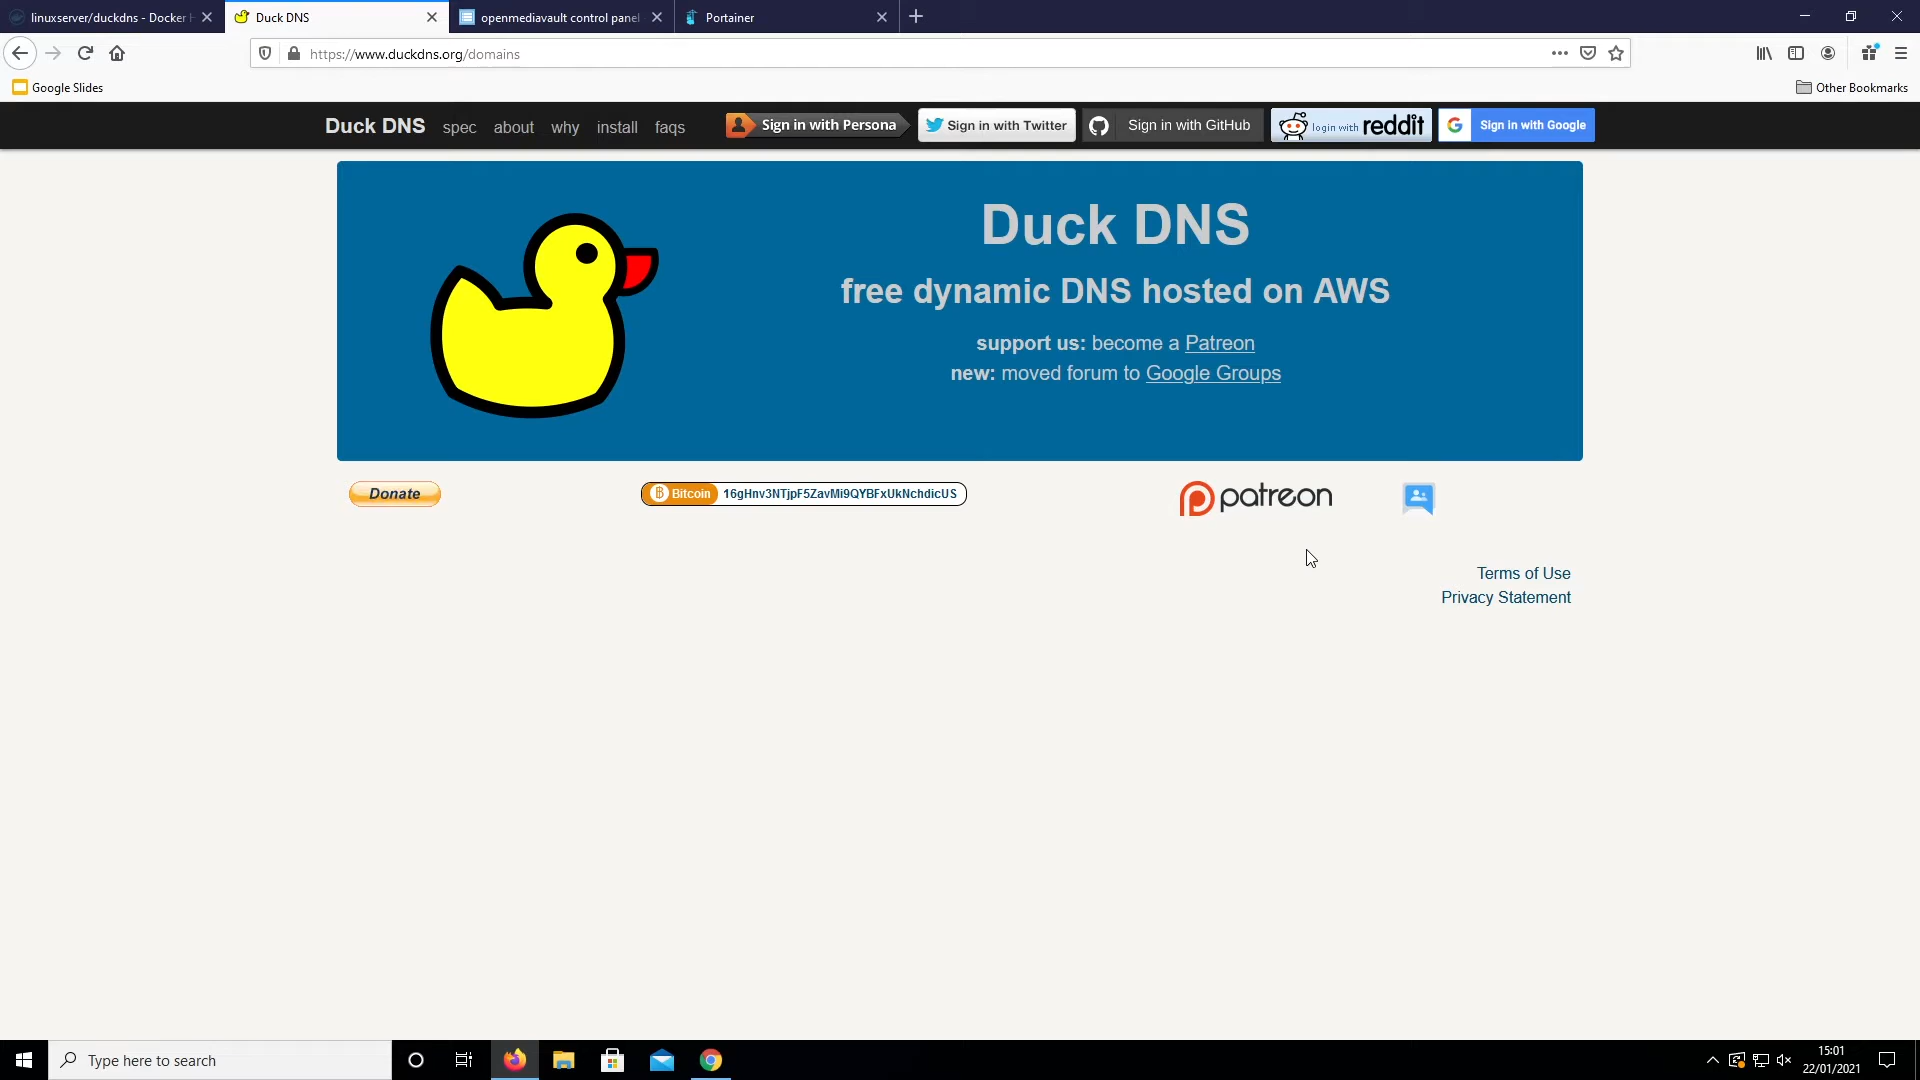 linuxserver/duckdns - Docker H
Duck DNS
openmediavault control panel
Portainer
https://www.duckdns.org/domains
Google Slides
Other Bookmarks
Duck DNS spec about why install faqs
Sign in with Persona
Sign in with Twitter
Sign in with GitHub
login with reddit
G Sign in with Google
Duck DNS
free dynamic DNS hosted on AWS
support us: become a Patreon
new: moved forum to Google Groups
Donate
Bitcoin 16gHnv3NTjpF5ZavMi9QYBFxUkNchdicUS
patreon
Terms of Use
Privacy Statement
Type here to search
15:01
22/01/2021